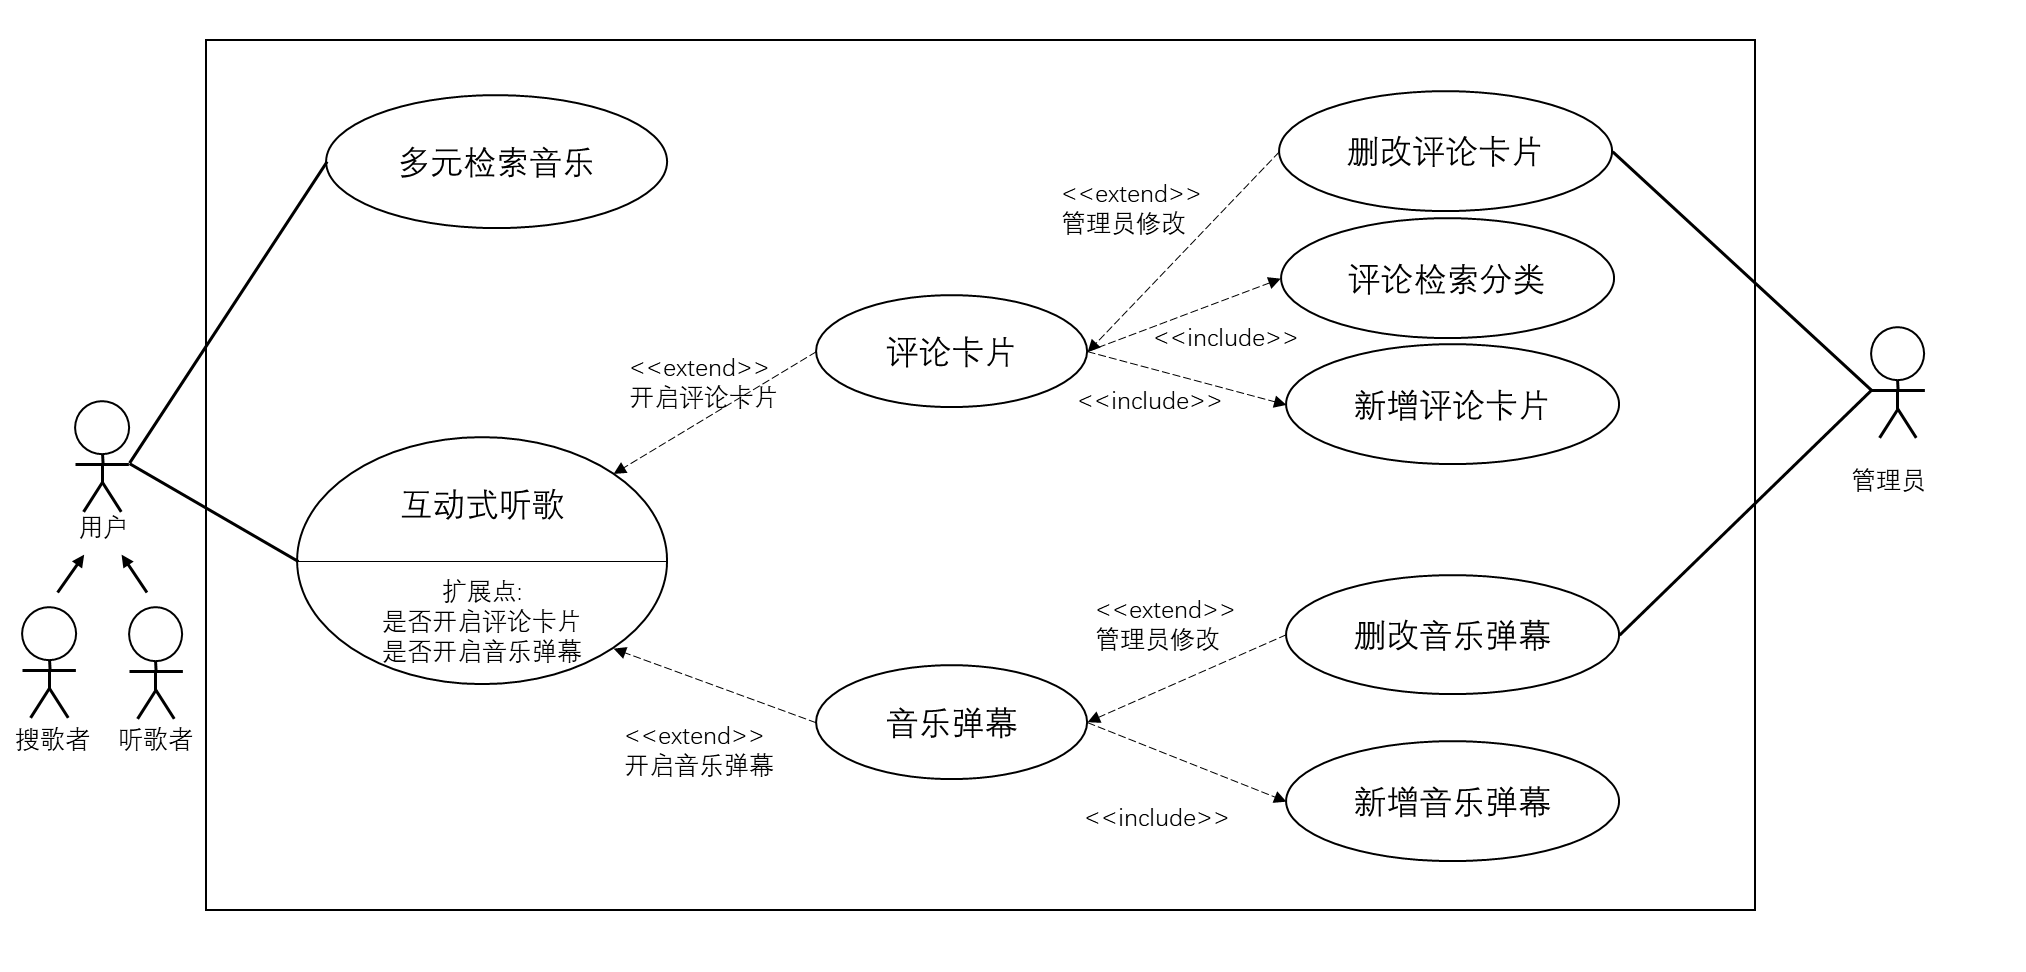 多元检索音乐
删改评论卡片
<<extend>>
管理员修改
评论检索分类
<<include>>
评论卡片
<<extend>>
开启评论卡片
<<include>>
新增评论卡片
管理员
用户
互动式听歌
扩展点:
是否开启评论卡片
是否开启音乐弹幕
<<extend>>
管理员修改
删改音乐弹幕
音乐弹幕
搜歌者
听歌者
<<extend>>
开启音乐弹幕
<<include>>
新增音乐弹幕